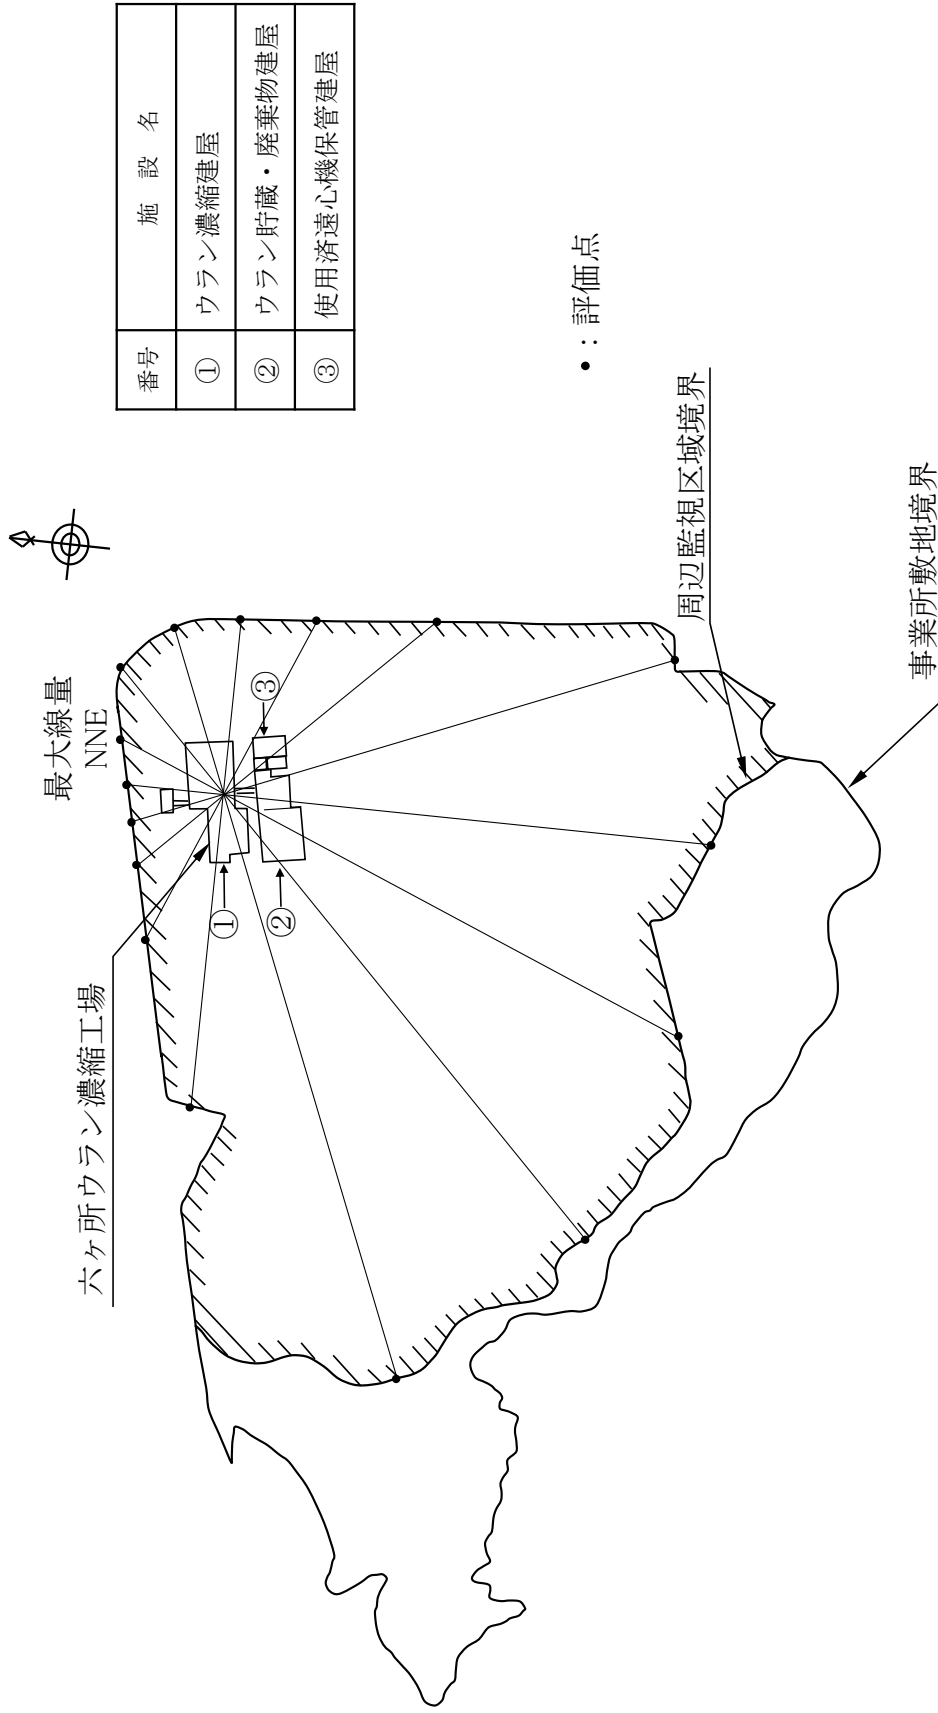 番号 施設名
① ウラン濃縮建屋
② ウラン貯蔵・廃棄物建屋
③ 使用済遠心機保管建屋
最大線量
NNE
六ヶ所ウラン濃縮工場
①
②
③
●：評価点
周辺監視区域境界
事業所敷地境界